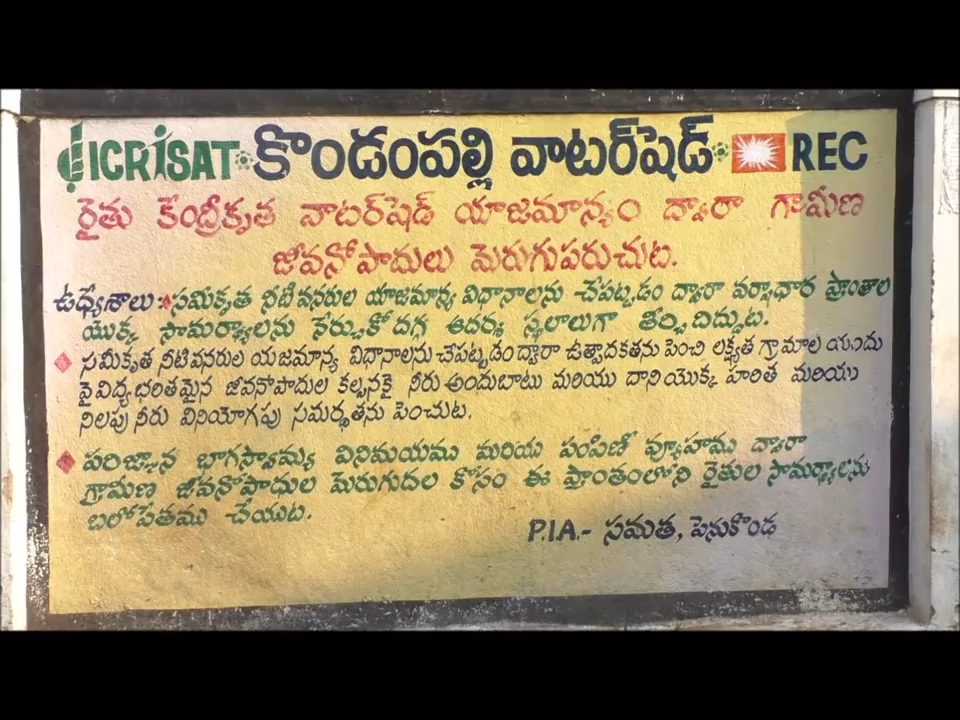 ICRISAT కొండంపల్లి వాటర్‌షెడ్ REC
రైతు కేంద్రీకృత వాటర్‌షెడ్ యాజమాన్యం ద్వారా గ్రామీణ
జీవనోపాదులు మెరుగుపరుచుట.
ఉద్యేశాలు:- సమీకృత నీటివనరుల యాజమాన్య విధానాలను చేపట్టడం ద్వారా వర్షాధార ప్రాంతాల
యొక్క సామర్థ్యాలను నేర్చుకోదగ్గ ఆదర్శ స్థలాలుగా తీర్చిదిద్దుట.
సమీకృత నీటివనరుల యజమాన్య విధానాలను చేపట్టడం ద్వారా ఉత్పాదకతను పెంచి లక్ష్యత గ్రామాల యందు
వైవిద్యభరితమైన జీవనోపాదుల కల్పనకై నీరు అందుబాటు మరియు దానియొక్క హరిత మరియు
నిలపు నీరు వినియోగపు సమర్థతను పెంచుట.
పరిజ్ఞాన భాగస్వామ్య వినిమయము మరియు పంపిణీ వ్యూహము ద్వారా
గ్రామీణ జీవనోపాధుల మెరుగుదల కోసం ఈ ప్రాంతంలోని రైతుల సామర్థ్యాలను
బలోపేతము చేయుట.
P.I.A.- సమత, పెనుకొండ